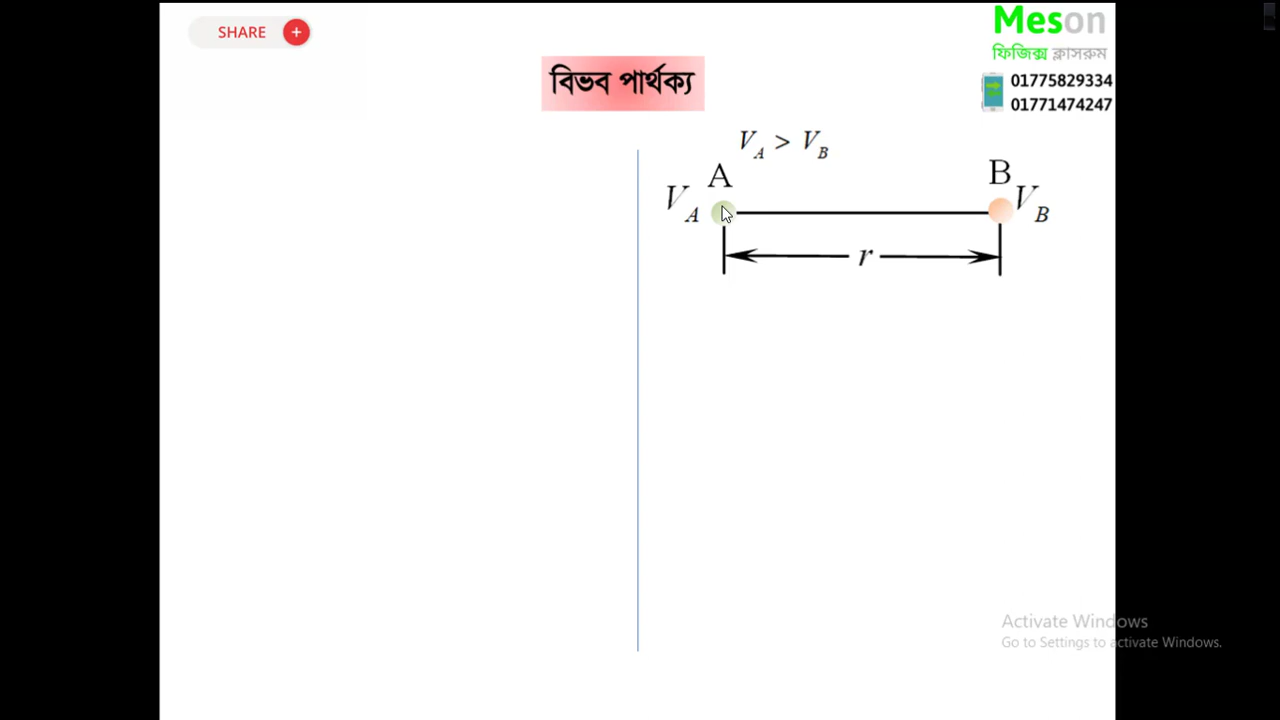 SHARE +
Meson
ফিজিক্স ক্লাসরুম
01775829334
01771474247
বিভব পার্থক্য
V_A > V_B
A
B
V_A
V_B
r
Activate Windows
Go to Settings to activate Windows.